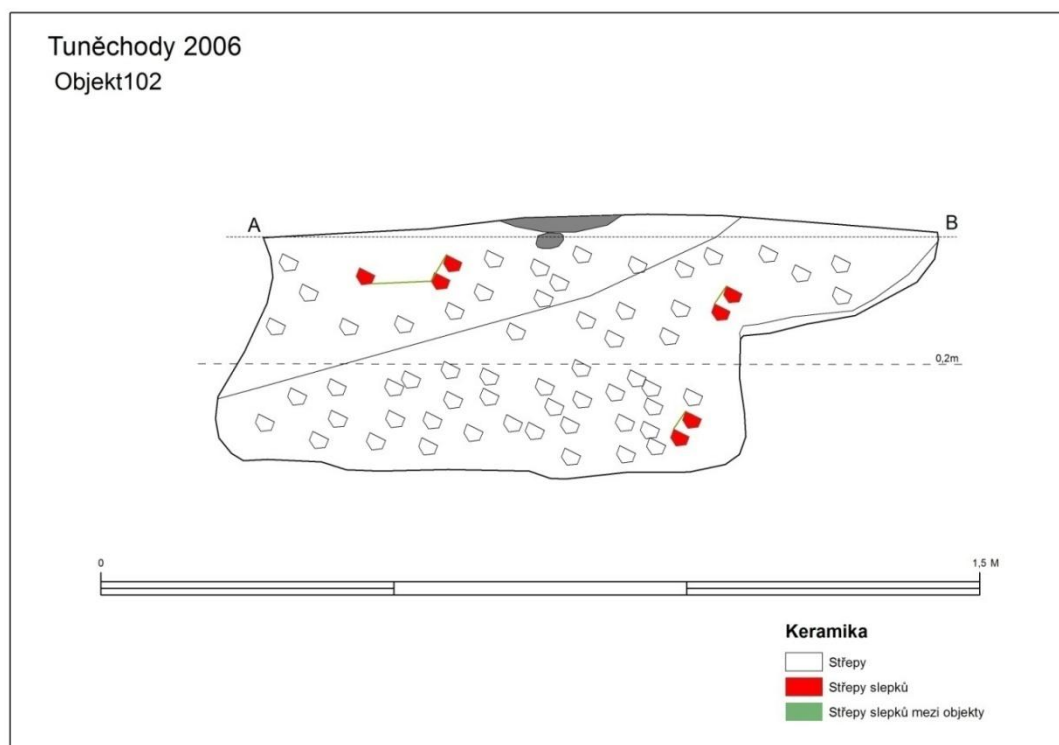 Tuněchody 2006
Objekt102
A
B
0,2m
0
1,5 M
Keramika
Střepy
Střepy slepků
Střepy slepků mezi objekty